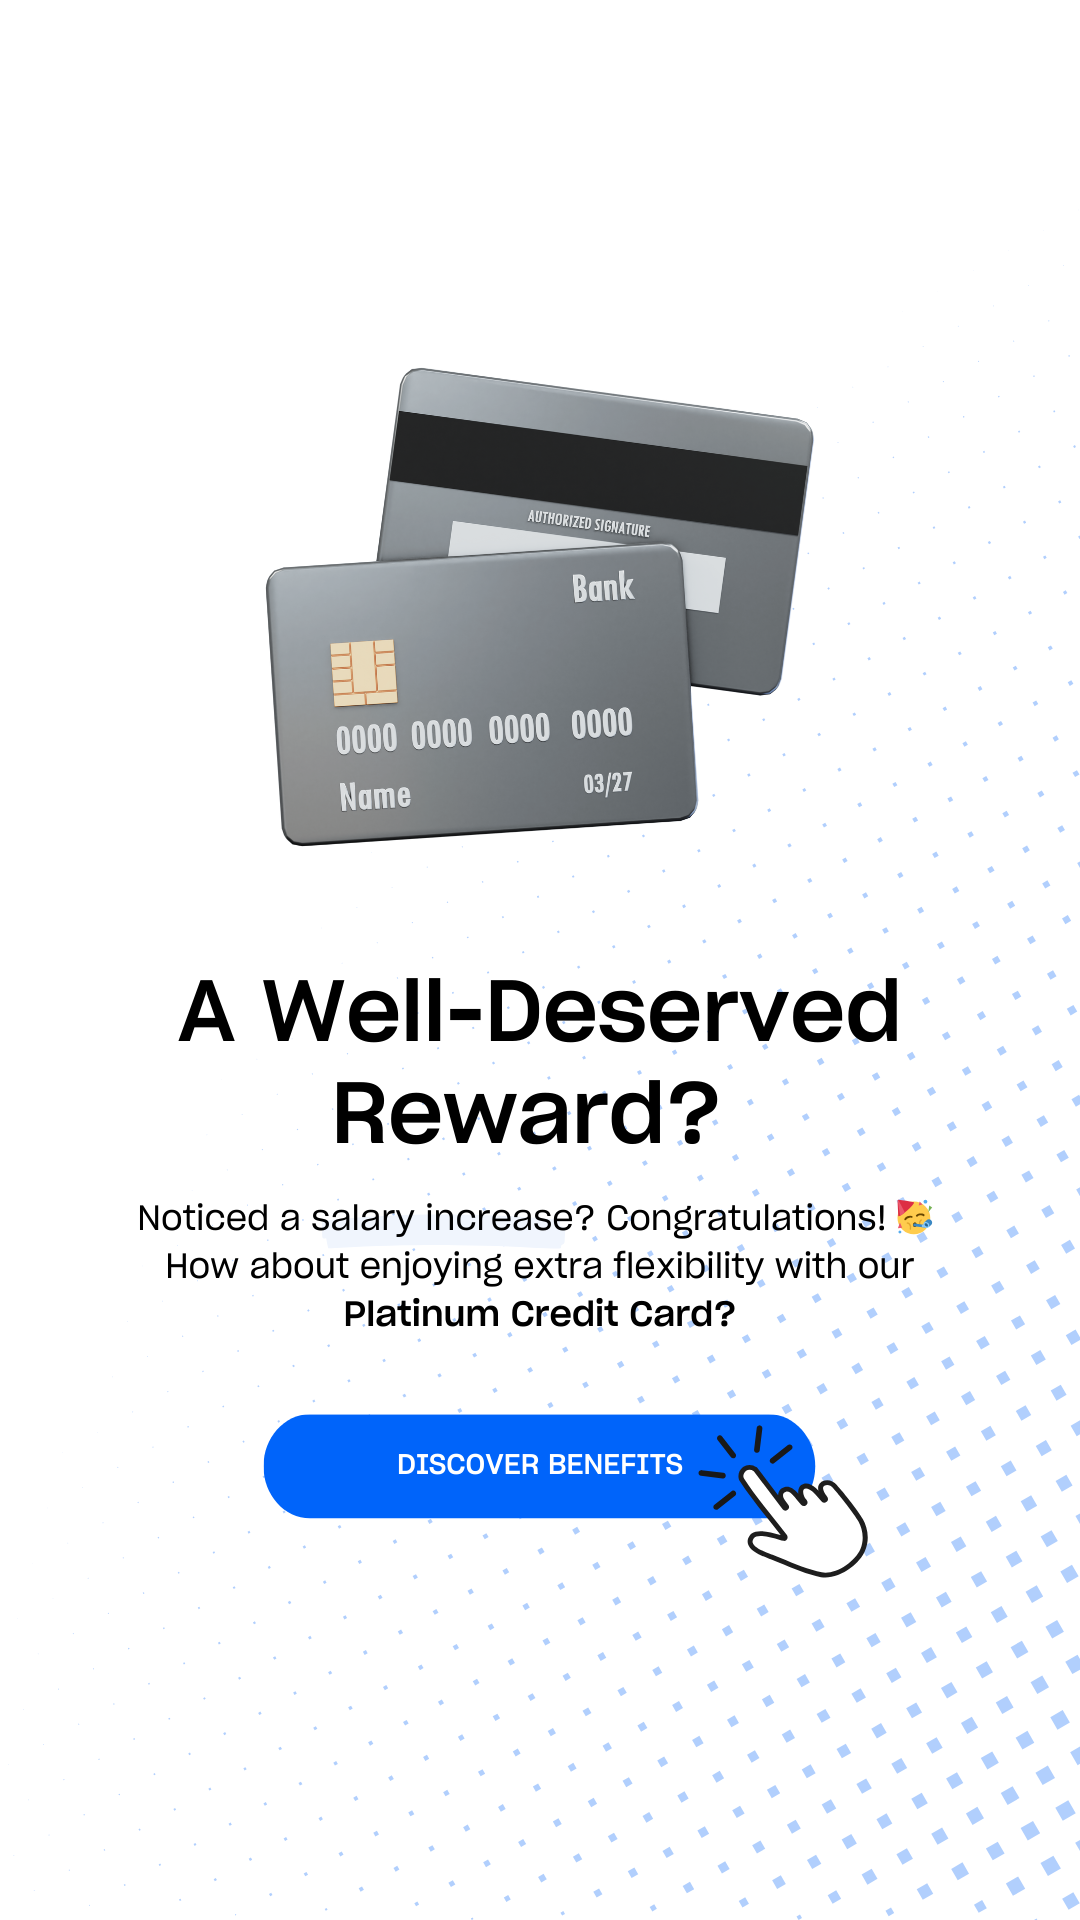 AUTHORIZED SIGNATURE
Bank
0000 0000 0000 0000
Name 03/27
A Well-Deserved
Reward?
Noticed a salary increase? Congratulations! 🥳
How about enjoying extra flexibility with our
Platinum Credit Card?
DISCOVER BENEFITS